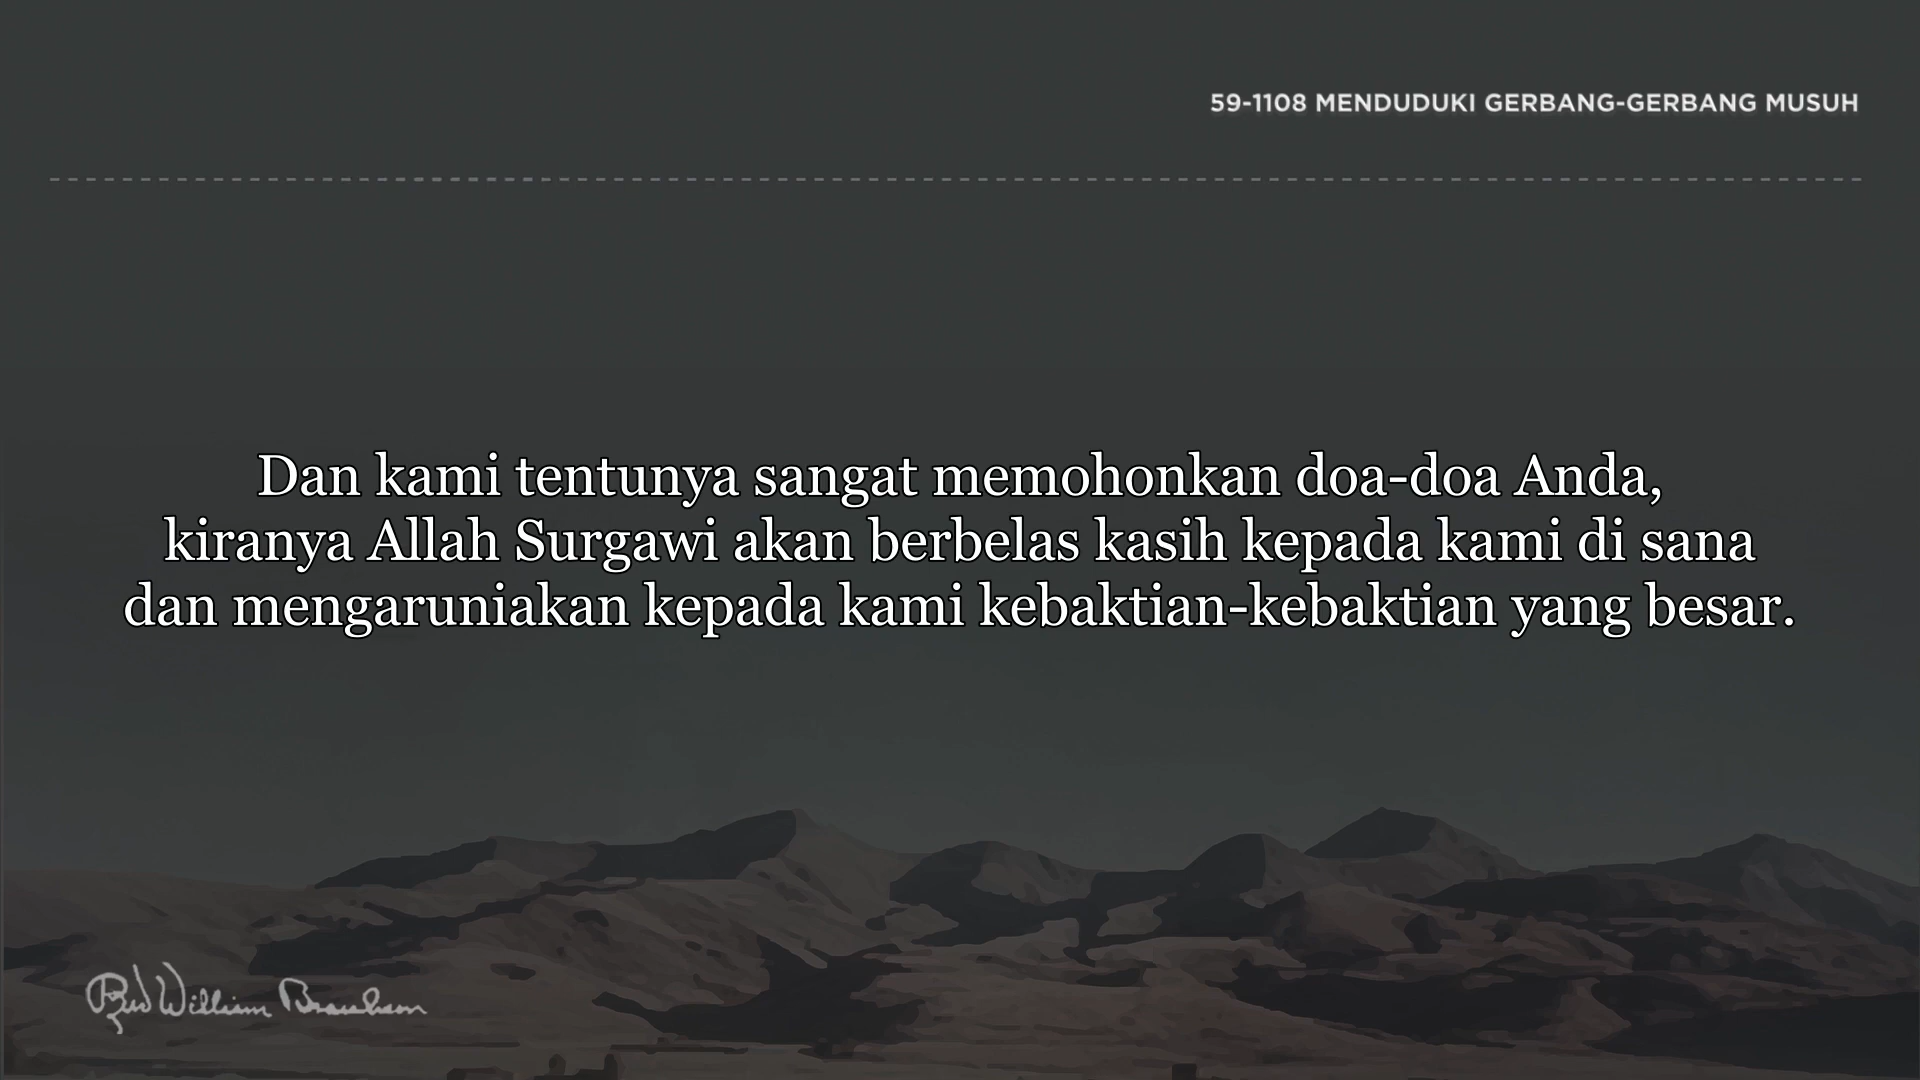 59-1108 MENDUDUKI GERBANG-GERBANG MUSUH
Dan kami tentunya sangat memohonkan doa-doa Anda,
kiranya Allah Surgawi akan berbelas kasih kepada kami di sana
dan mengaruniakan kepada kami kebaktian-kebaktian yang besar.
Rev William Branham